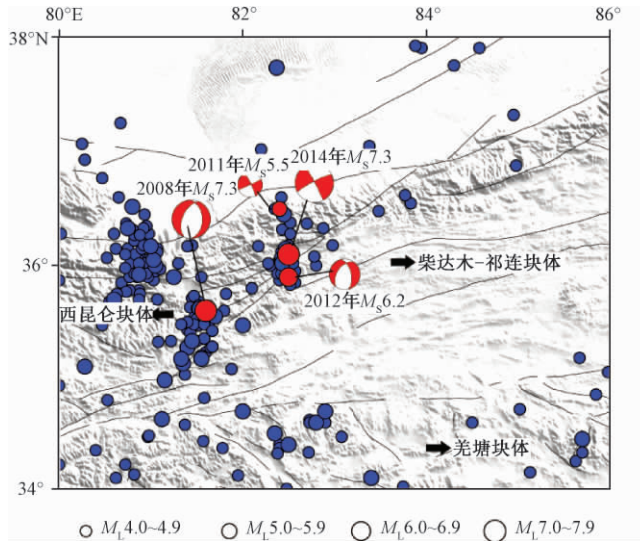 80°E 82° 84° 86°
38°N
2011年MS5.5 2014年MS7.3
2008年MS7.3
36°
柴达木-祁连块体
2012年MS6.2
西昆仑块体
羌塘块体
34°
ML4.0~4.9 ML5.0~5.9 ML6.0~6.9 ML7.0~7.9